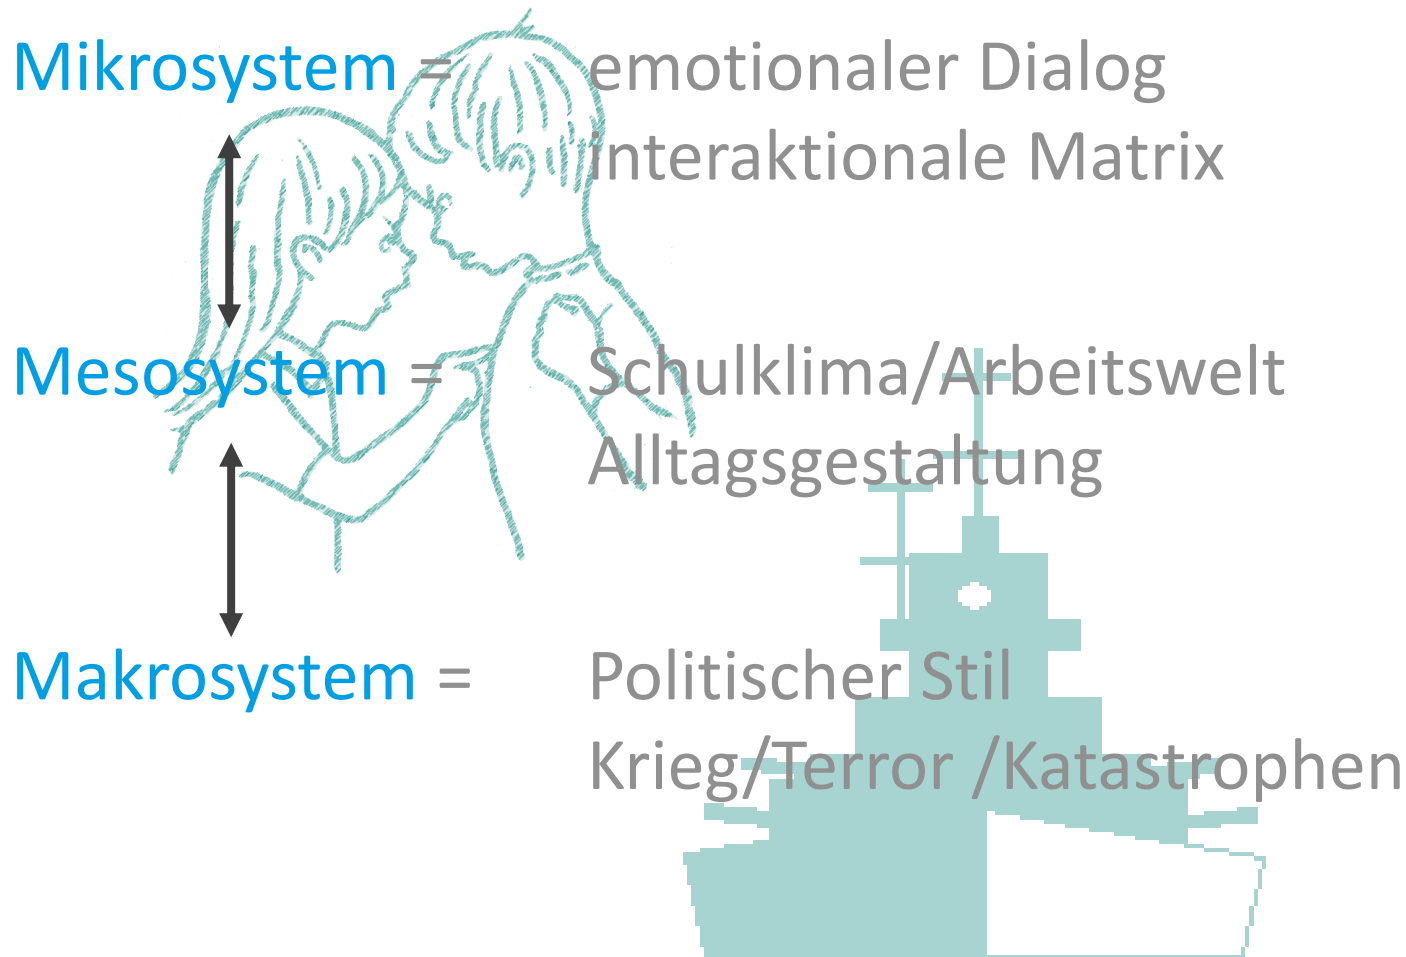 Mikrosystem = emotionaler Dialog
interaktionale Matrix
Mesosystem = Schulklima/Arbeitswelt
Alltagsgestaltung
Makrosystem = Politischer Stil
Krieg/Terror /Katastrophen